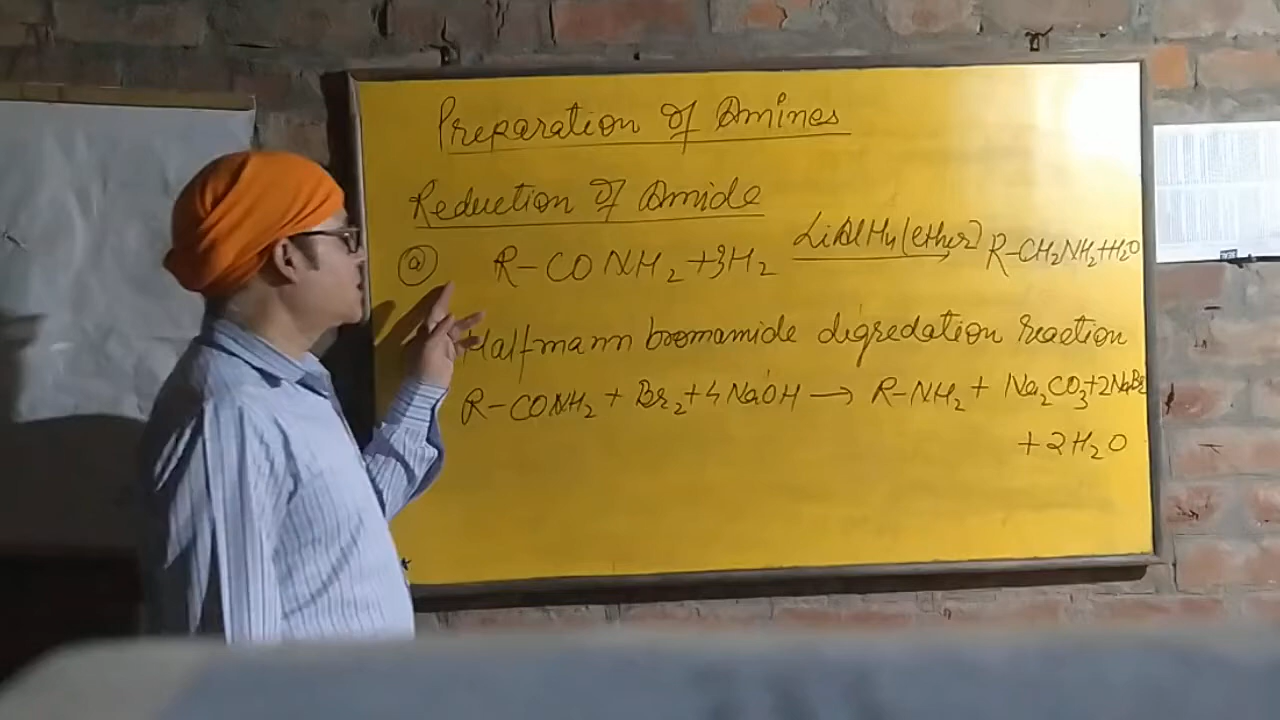 Preparation of Amines
Reduction of Amide
(a) R-CONH2+3H2 LiAlH4(ether) R-CH2NH2+H2O
Halfmann bromamide digredation reaction
R-CONH2 + Br2+4NaOH → R-NH2 + Na2CO3+2NaBr
+2H2O